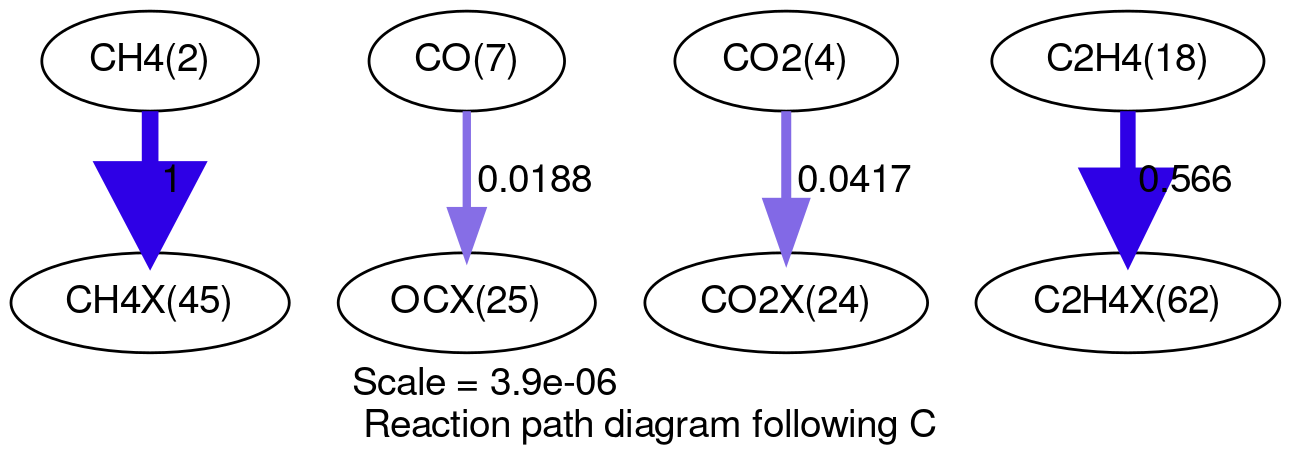 CH4(2)
CO(7)
CO2(4)
C2H4(18)
1
0.0188
0.0417
0.566
CH4X(45)
OCX(25)
CO2X(24)
C2H4X(62)
Scale = 3.9e-06
Reaction path diagram following C